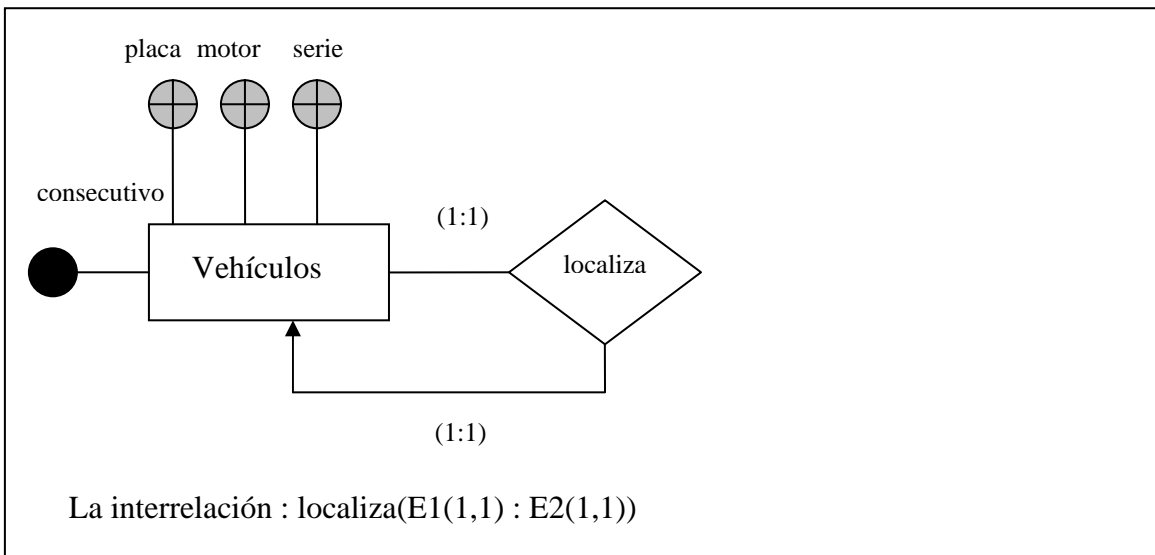 placa motor serie
consecutivo
(1:1)
Vehículos
localiza
(1:1)
La interrelación : localiza(E1(1,1) : E2(1,1))